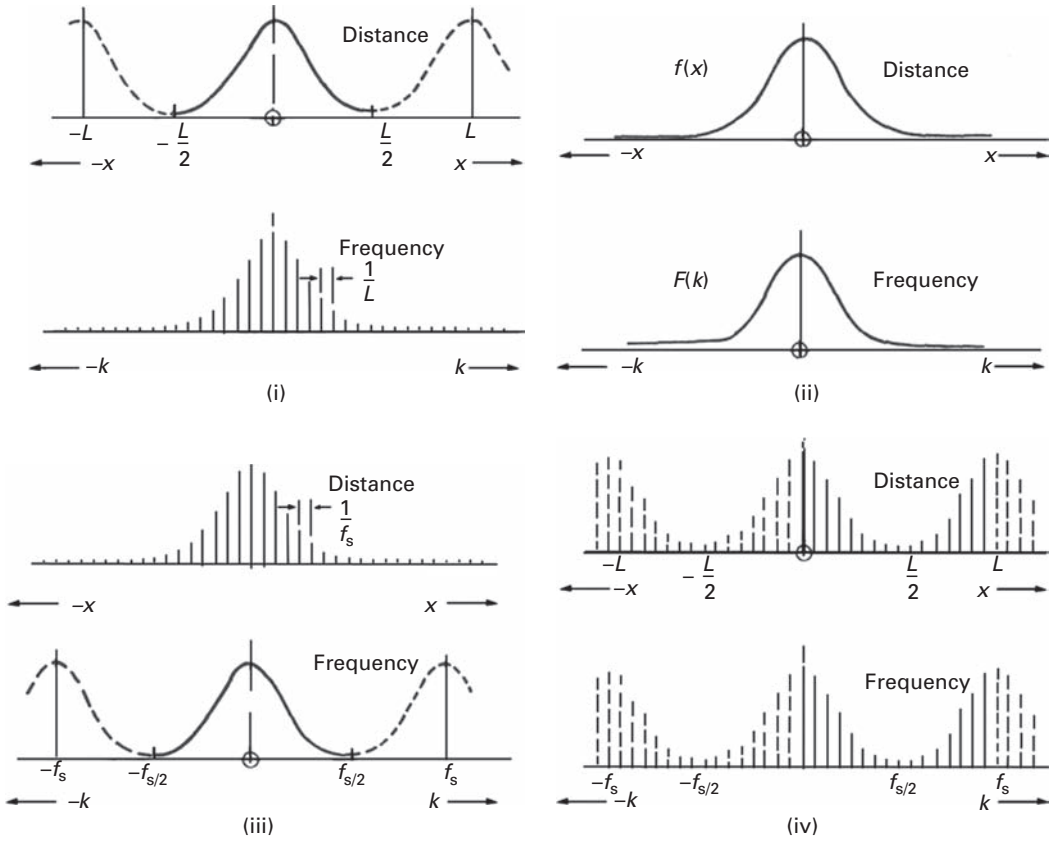 Distance
–L
– L/2
L/2
L
–x
x
Frequency
1/L
–k
k
(i)
f(x)
Distance
–x
x
F(k)
Frequency
–k
k
(ii)
Distance
1/fs
–x
x
Frequency
–fs
–fs/2
fs/2
fs
–k
k
(iii)
Distance
–L
– L/2
L/2
L
–x
x
Frequency
–fs
–fs/2
fs/2
fs
–k
k
(iv)